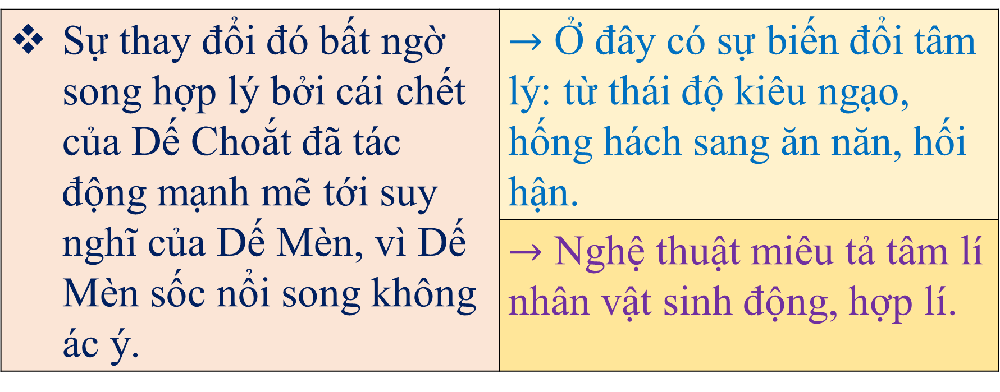 ❖ Sự thay đổi đó bất ngờ
song hợp lý bởi cái chết
của Dế Choắt đã tác
động mạnh mẽ tới suy
nghĩ của Dế Mèn, vì Dế
Mèn sốc nổi song không
ác ý.
→ Ở đây có sự biến đổi tâm
lý: từ thái độ kiêu ngạo,
hống hách sang ăn năn, hối
hận.
→ Nghệ thuật miêu tả tâm lí
nhân vật sinh động, hợp lí.